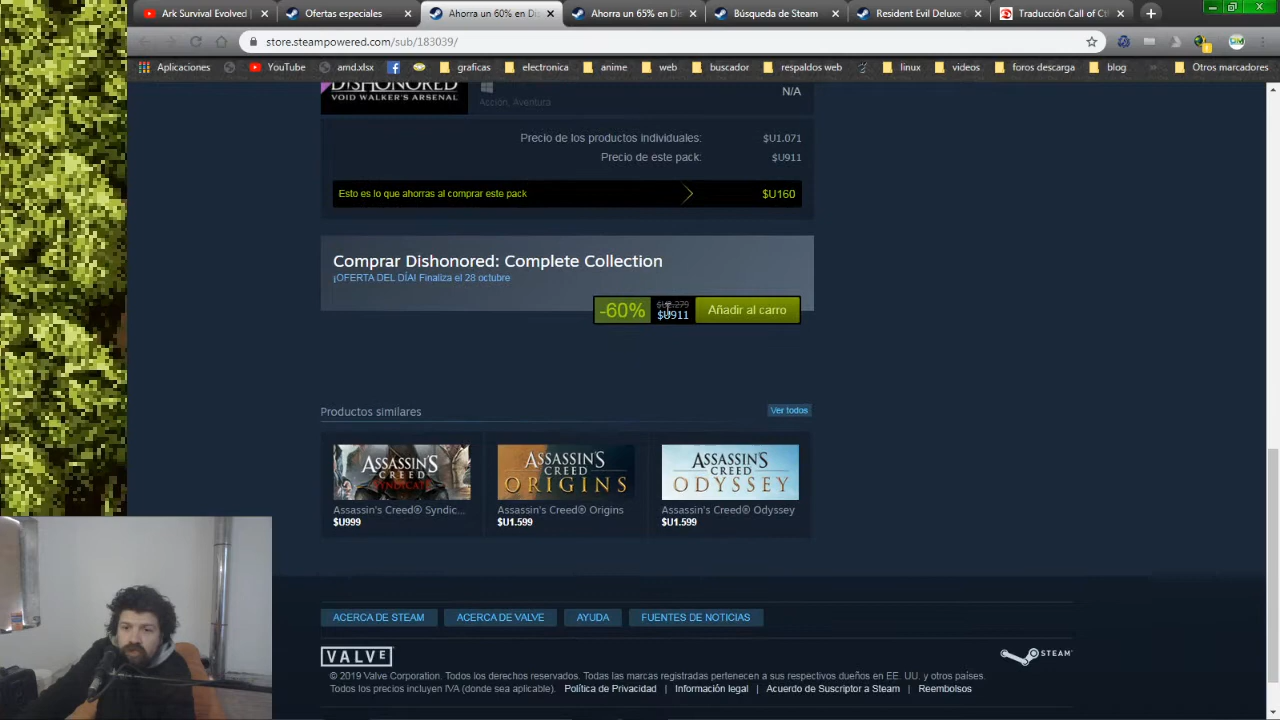 Ark Survival Evolved
Ofertas especiales
Ahorra un 60% en Di
Ahorra un 65% en D
Búsqueda de Steam
Resident Evil Deluxe
Traducción Call of Ct
store.steampowered.com/sub/183039/
Aplicaciones
YouTube
amd.xlsx
graficas
electronica
anime
web
buscador
respaldos web
linux
videos
foros descarga
blog
Otros marcadores
DISHONORED
VOID WALKER'S ARSENAL
N/A
Acción, Aventura
Precio de los productos individuales: $U1.071
Precio de este pack: $U911
Esto es lo que ahorras al comprar este pack $U160
Comprar Dishonored: Complete Collection
¡OFERTA DEL DÍA! Finaliza el 28 octubre
-60%
$U911
Añadir al carro
Productos similares
Ver todos
ASSASSIN'S CREED SYNDICATE
ASSASSIN'S CREED ORIGINS
ASSASSIN'S CREED ODYSSEY
Assassin's Creed® Syndic...
Assassin's Creed® Origins
Assassin's Creed® Odyssey
$U999
$U1.599
$U1.599
ACERCA DE STEAM
ACERCA DE VALVE
AYUDA
FUENTES DE NOTICIAS
VALVE
STEAM
© 2019 Valve Corporation. Todos los derechos reservados. Todas las marcas registradas pertenecen a sus respectivos dueños en EE. UU. y otros países.
Todos los precios incluyen IVA (donde sea aplicable). Política de Privacidad | Información legal | Acuerdo de Suscriptor a Steam | Reembolsos